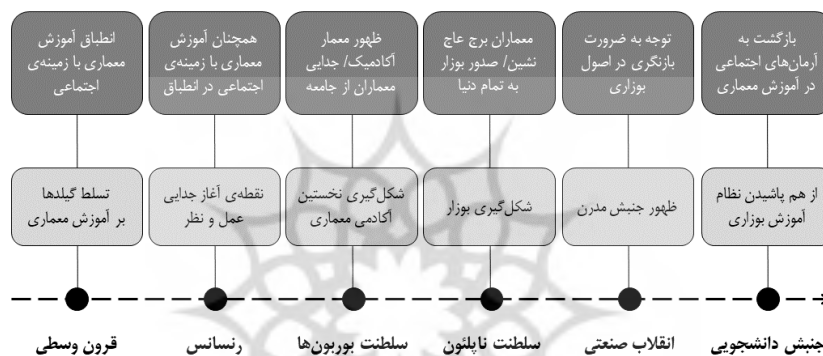 بازگشت به
آرمان‌های اجتماعی
در آموزش معماری
توجه به ضرورت
بازنگری در اصول
بوزاری
معماران برج عاج
نشین/ صدور بوزار
به تمام دنیا
ظهور معمار
آکادمیک/ جدایی
معماران از جامعه
همچنان آموزش
معماری با زمینه‌ی
اجتماعی در انطباق
انطباق آموزش
معماری با زمینه‌ی
اجتماعی
از هم پاشیدن نظام
آموزش بوزاری
ظهور جنبش مدرن
شکل‌گیری بوزار
شکل‌گیری نخستین
آکادمی معماری
نقطه‌ی آغاز جدایی
عمل و نظر
تسلط گیلدها
بر آموزش معماری
جنبش دانشجویی
انقلاب صنعتی
سلطنت ناپلئون
سلطنت بوربون‌ها
رنسانس
قرون وسطی